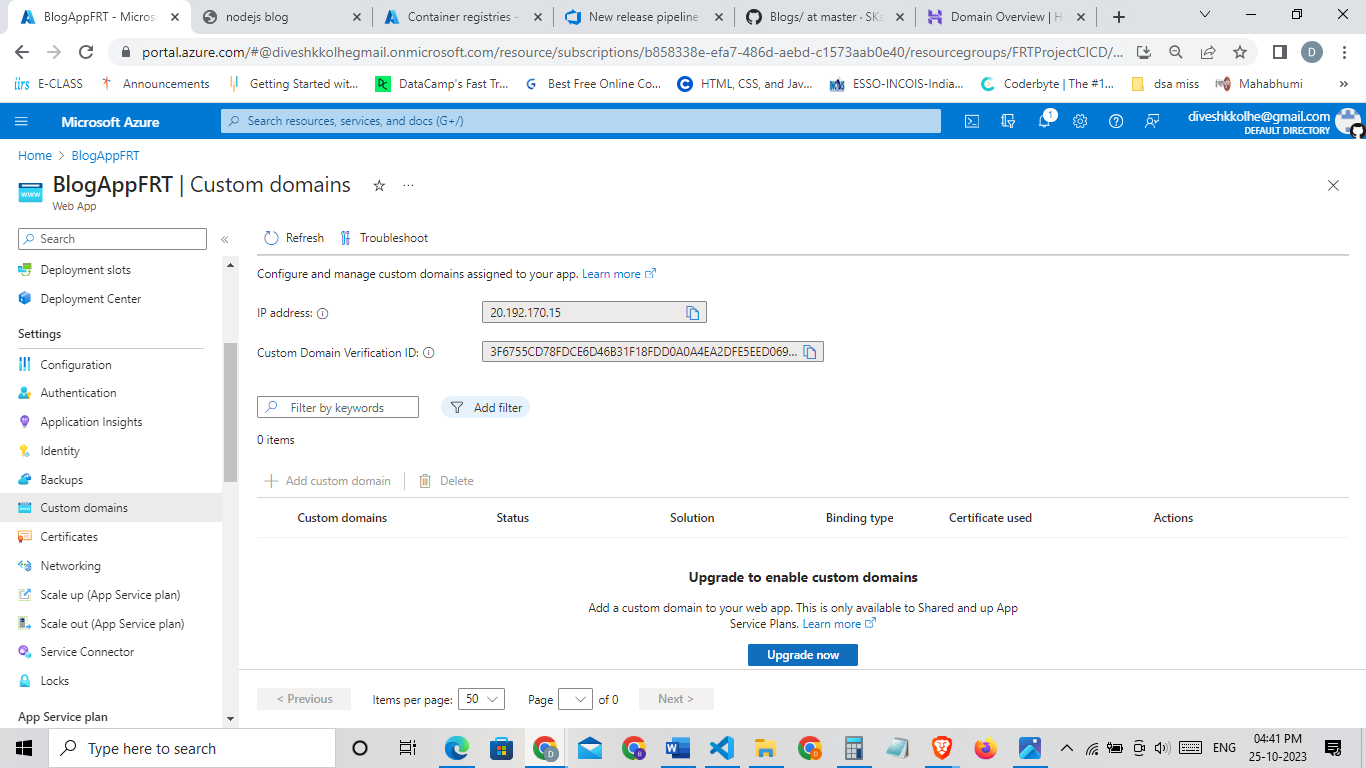 BlogAppFRT - Micros
nodejs blog
Container registries -
New release pipeline
Blogs/ at master · SKs
Domain Overview | H
portal.azure.com/#@diveshkkolhegmail.onmicrosoft.com/resource/subscriptions/b858338e-efa7-486d-aebd-c1573aab0e40/resourcegroups/FRTProjectCICD/...
D
iirs E-CLASS
Announcements
Getting Started wit...
DataCamp's Fast Tr...
Best Free Online Co...
HTML, CSS, and Jav...
ESSO-INCOIS-India...
Coderbyte | The #1...
dsa miss
Mahabhumi
»
Microsoft Azure
Search resources, services, and docs (G+/)
1
diveshkkolhe@gmail.com
DEFAULT DIRECTORY
Home > BlogAppFRT
BlogAppFRT | Custom domains
...
Web App
Search
«
Refresh
Troubleshoot
Deployment slots
Deployment Center
Settings
Configuration
Authentication
Application Insights
Identity
Backups
Custom domains
Certificates
Networking
Scale up (App Service plan)
Scale out (App Service plan)
Service Connector
Locks
App Service plan
Configure and manage custom domains assigned to your app. Learn more
IP address:
20.192.170.15
Custom Domain Verification ID:
3F6755CD78FDCE6D46B31F18FDD0A0A4EA2DFE5EED069...
Filter by keywords
Add filter
0 items
Add custom domain
Delete
Custom domains
Status
Solution
Binding type
Certificate used
Actions
Upgrade to enable custom domains
Add a custom domain to your web app. This is only available to Shared and up App
Service Plans. Learn more
Upgrade now
< Previous
Items per page: 50
Page
of 0
Next >
Type here to search
ENG
04:41 PM
25-10-2023